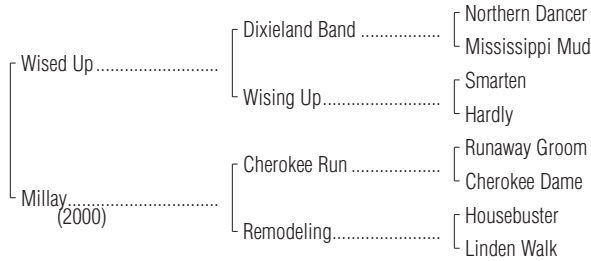 Northern Dancer
Dixieland Band ..................
Mississippi Mud
Wised Up............................
Smarten
Wising Up...........................
Hardly
Runaway Groom
Cherokee Run ....................
Cherokee Dame
Millay..................................
(2000)
Housebuster
Remodeling........................
Linden Walk